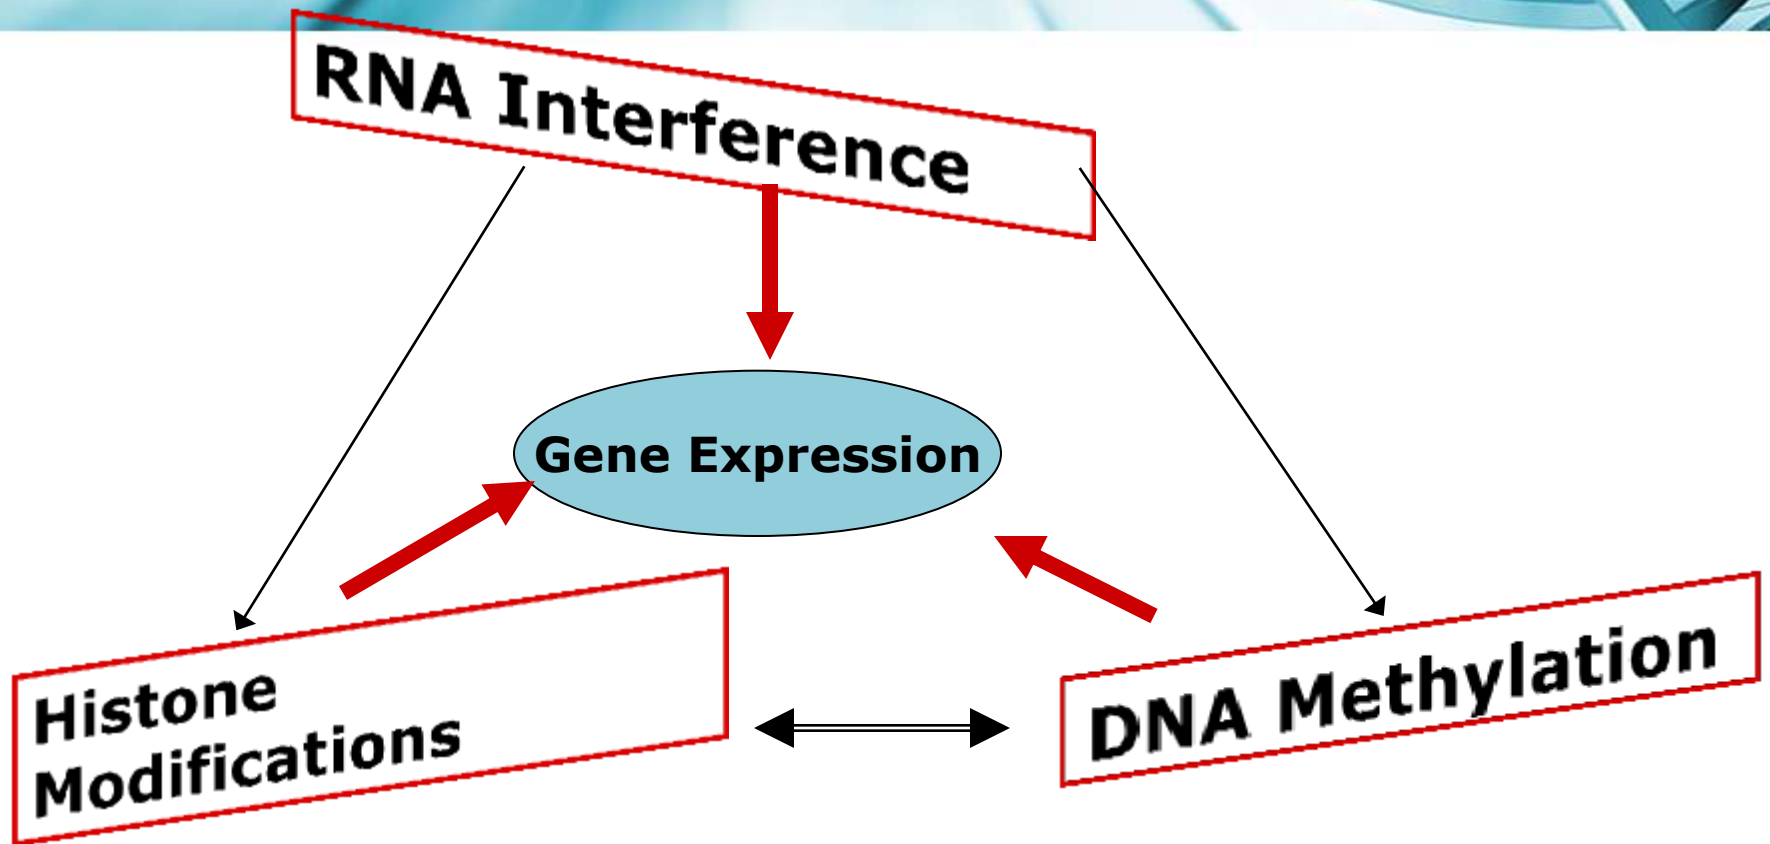 RNA Interference
Gene Expression
Histone
Modifications
DNA Methylation